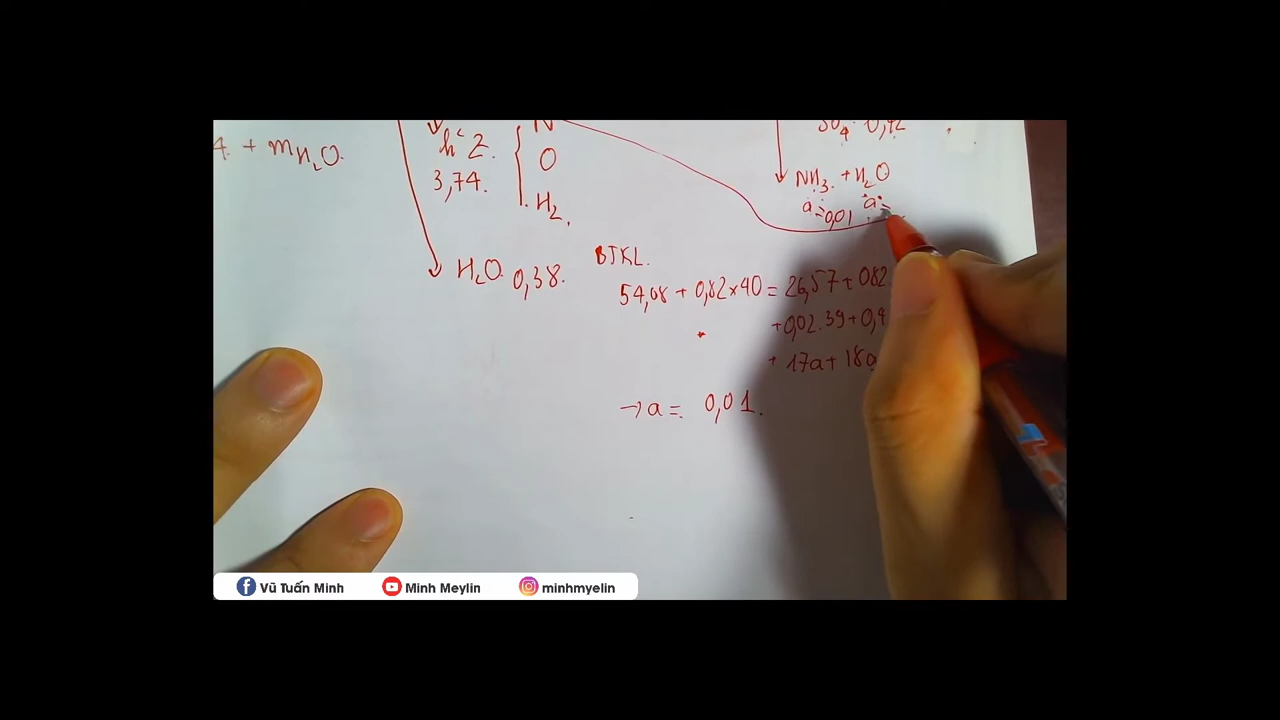 + mH₂O.
h² Z.
3,74.
N
O
H₂.
H₂O 0,38.
SO₄ 0,42
NH₃ + H₂O
a = 0,01 a =
BTKL.
54,08 + 0,82×40 = 26,57 + 082
+0,02.39 + 0,4
+ 17a + 18a
→ a = 0,01.
Vũ Tuấn Minh
Minh Meylin
minhmyelin